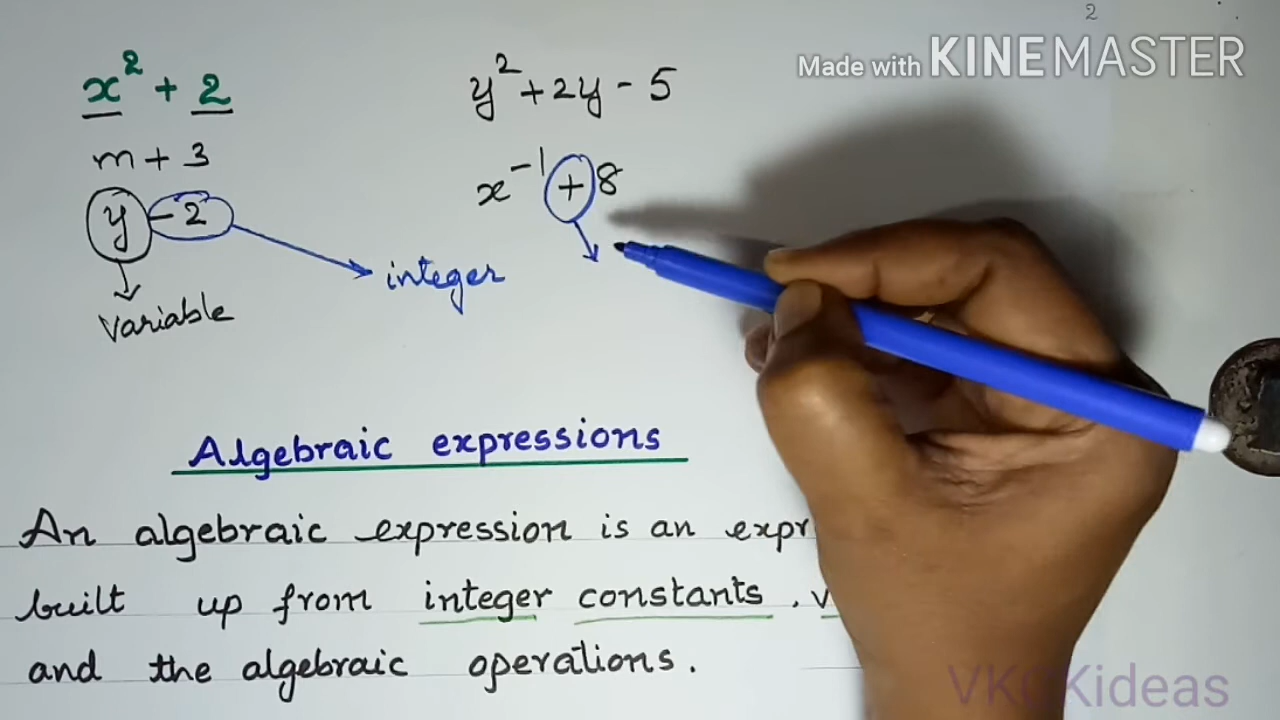 2
Made with KINEMASTER
x² + 2
y² + 2y - 5
m + 3
x⁻¹ + 8
y - 2
integer
variable
Algebraic expressions
An algebraic expression is an expr
built up from integer constants, v
and the algebraic operations.